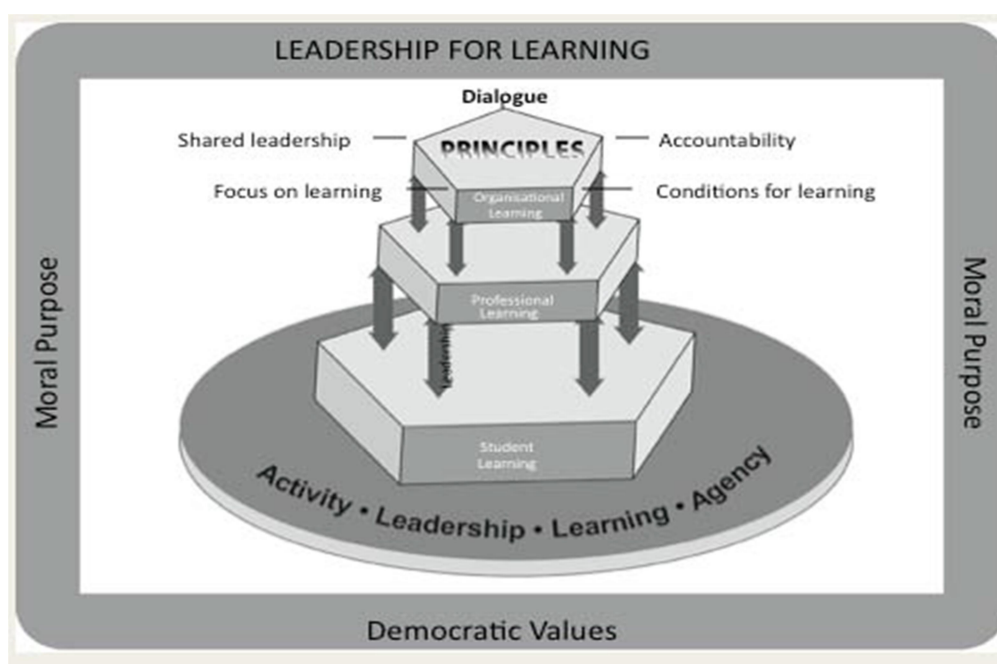 LEADERSHIP FOR LEARNING
Dialogue
Shared leadership
Accountability
PRINCIPLES
Focus on learning
Conditions for learning
Organisational
Learning
Moral Purpose
Moral Purpose
Professional
Learning
Leadership
Student
Learning
Activity • Leadership • Learning • Agency
Democratic Values